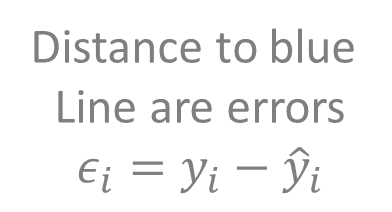 Distance to blue
Line are errors
ϵᵢ = yᵢ − ŷᵢ